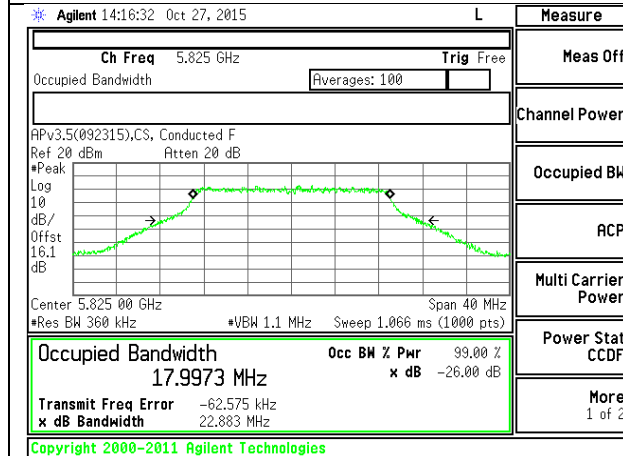 Agilent 14:16:32 Oct 27, 2015 L
Measure
Ch Freq 5.825 GHz Trig Free
Occupied Bandwidth Averages: 100
APv3.5(092315),CS, Conducted F
Ref 20 dBm Atten 20 dB
#Peak
Log
10
dB/
Offst
16.1
dB
Center 5.825 00 GHz Span 40 MHz
#Res BW 360 kHz #VBW 1.1 MHz Sweep 1.066 ms (1000 pts)
Occupied Bandwidth
17.9973 MHz
Occ BW % Pwr 99.00 %
x dB -26.00 dB
Transmit Freq Error -62.575 kHz
x dB Bandwidth 22.883 MHz
Meas Off
Channel Power
Occupied BW
ACP
Multi Carrier
Power
Power Stat
CCDF
More
1 of 2
Copyright 2000-2011 Agilent Technologies